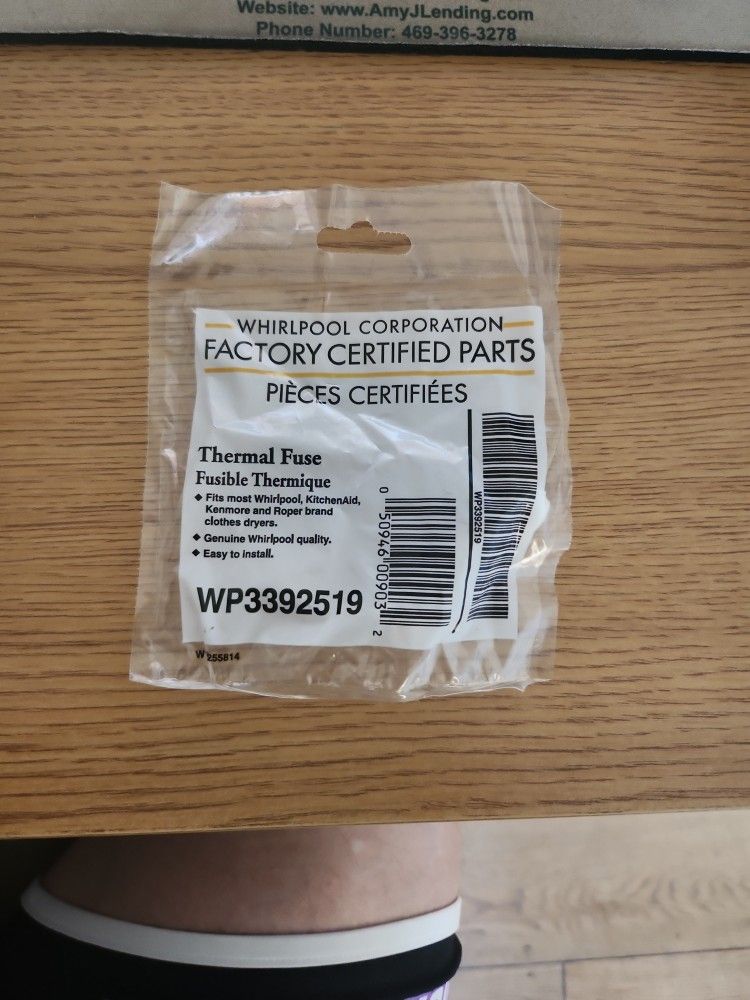 Website: www.AmyJLending.com
Phone Number: 469-396-3278
WHIRLPOOL CORPORATION
FACTORY CERTIFIED PARTS
PIÈCES CERTIFIÉES
Thermal Fuse
Fusible Thermique
◆ Fits most Whirlpool, KitchenAid,
Kenmore and Roper brand
clothes dryers.
◆ Genuine Whirlpool quality.
◆ Easy to install.
WP3392519
0 50946 00903 2
WP3392519
W 255814